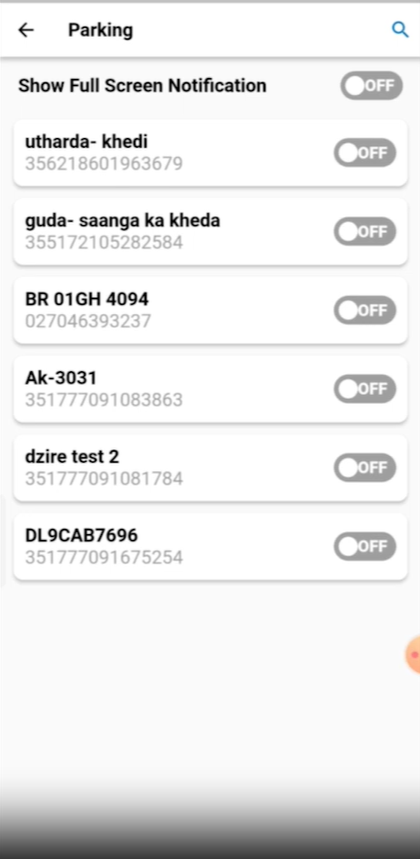 Parking
Show Full Screen Notification
OFF
utharda- khedi
356218601963679
OFF
guda- saanga ka kheda
355172105282584
OFF
BR 01GH 4094
027046393237
OFF
Ak-3031
351777091083863
OFF
dzire test 2
351777091081784
OFF
DL9CAB7696
351777091675254
OFF